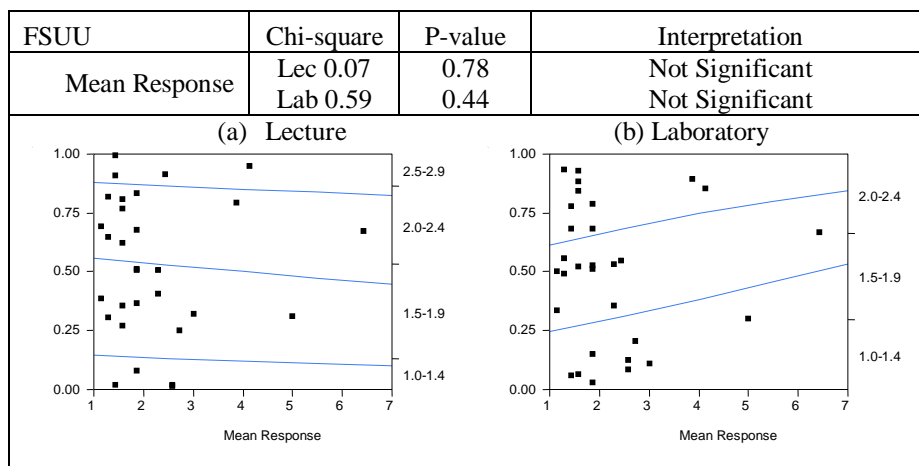 FSUU Chi-square P-value Interpretation
Mean Response Lec 0.07 0.78 Not Significant
Lab 0.59 0.44 Not Significant
(a) Lecture (b) Laboratory
1.00
0.75
0.50
0.25
0.00
2.5-2.9
2.0-2.4
1.5-1.9
1.0-1.4
1 2 3 4 5 6 7
Mean Response
1.00
0.75
0.50
0.25
0.00
2.0-2.4
1.5-1.9
1.0-1.4
1 2 3 4 5 6 7
Mean Response